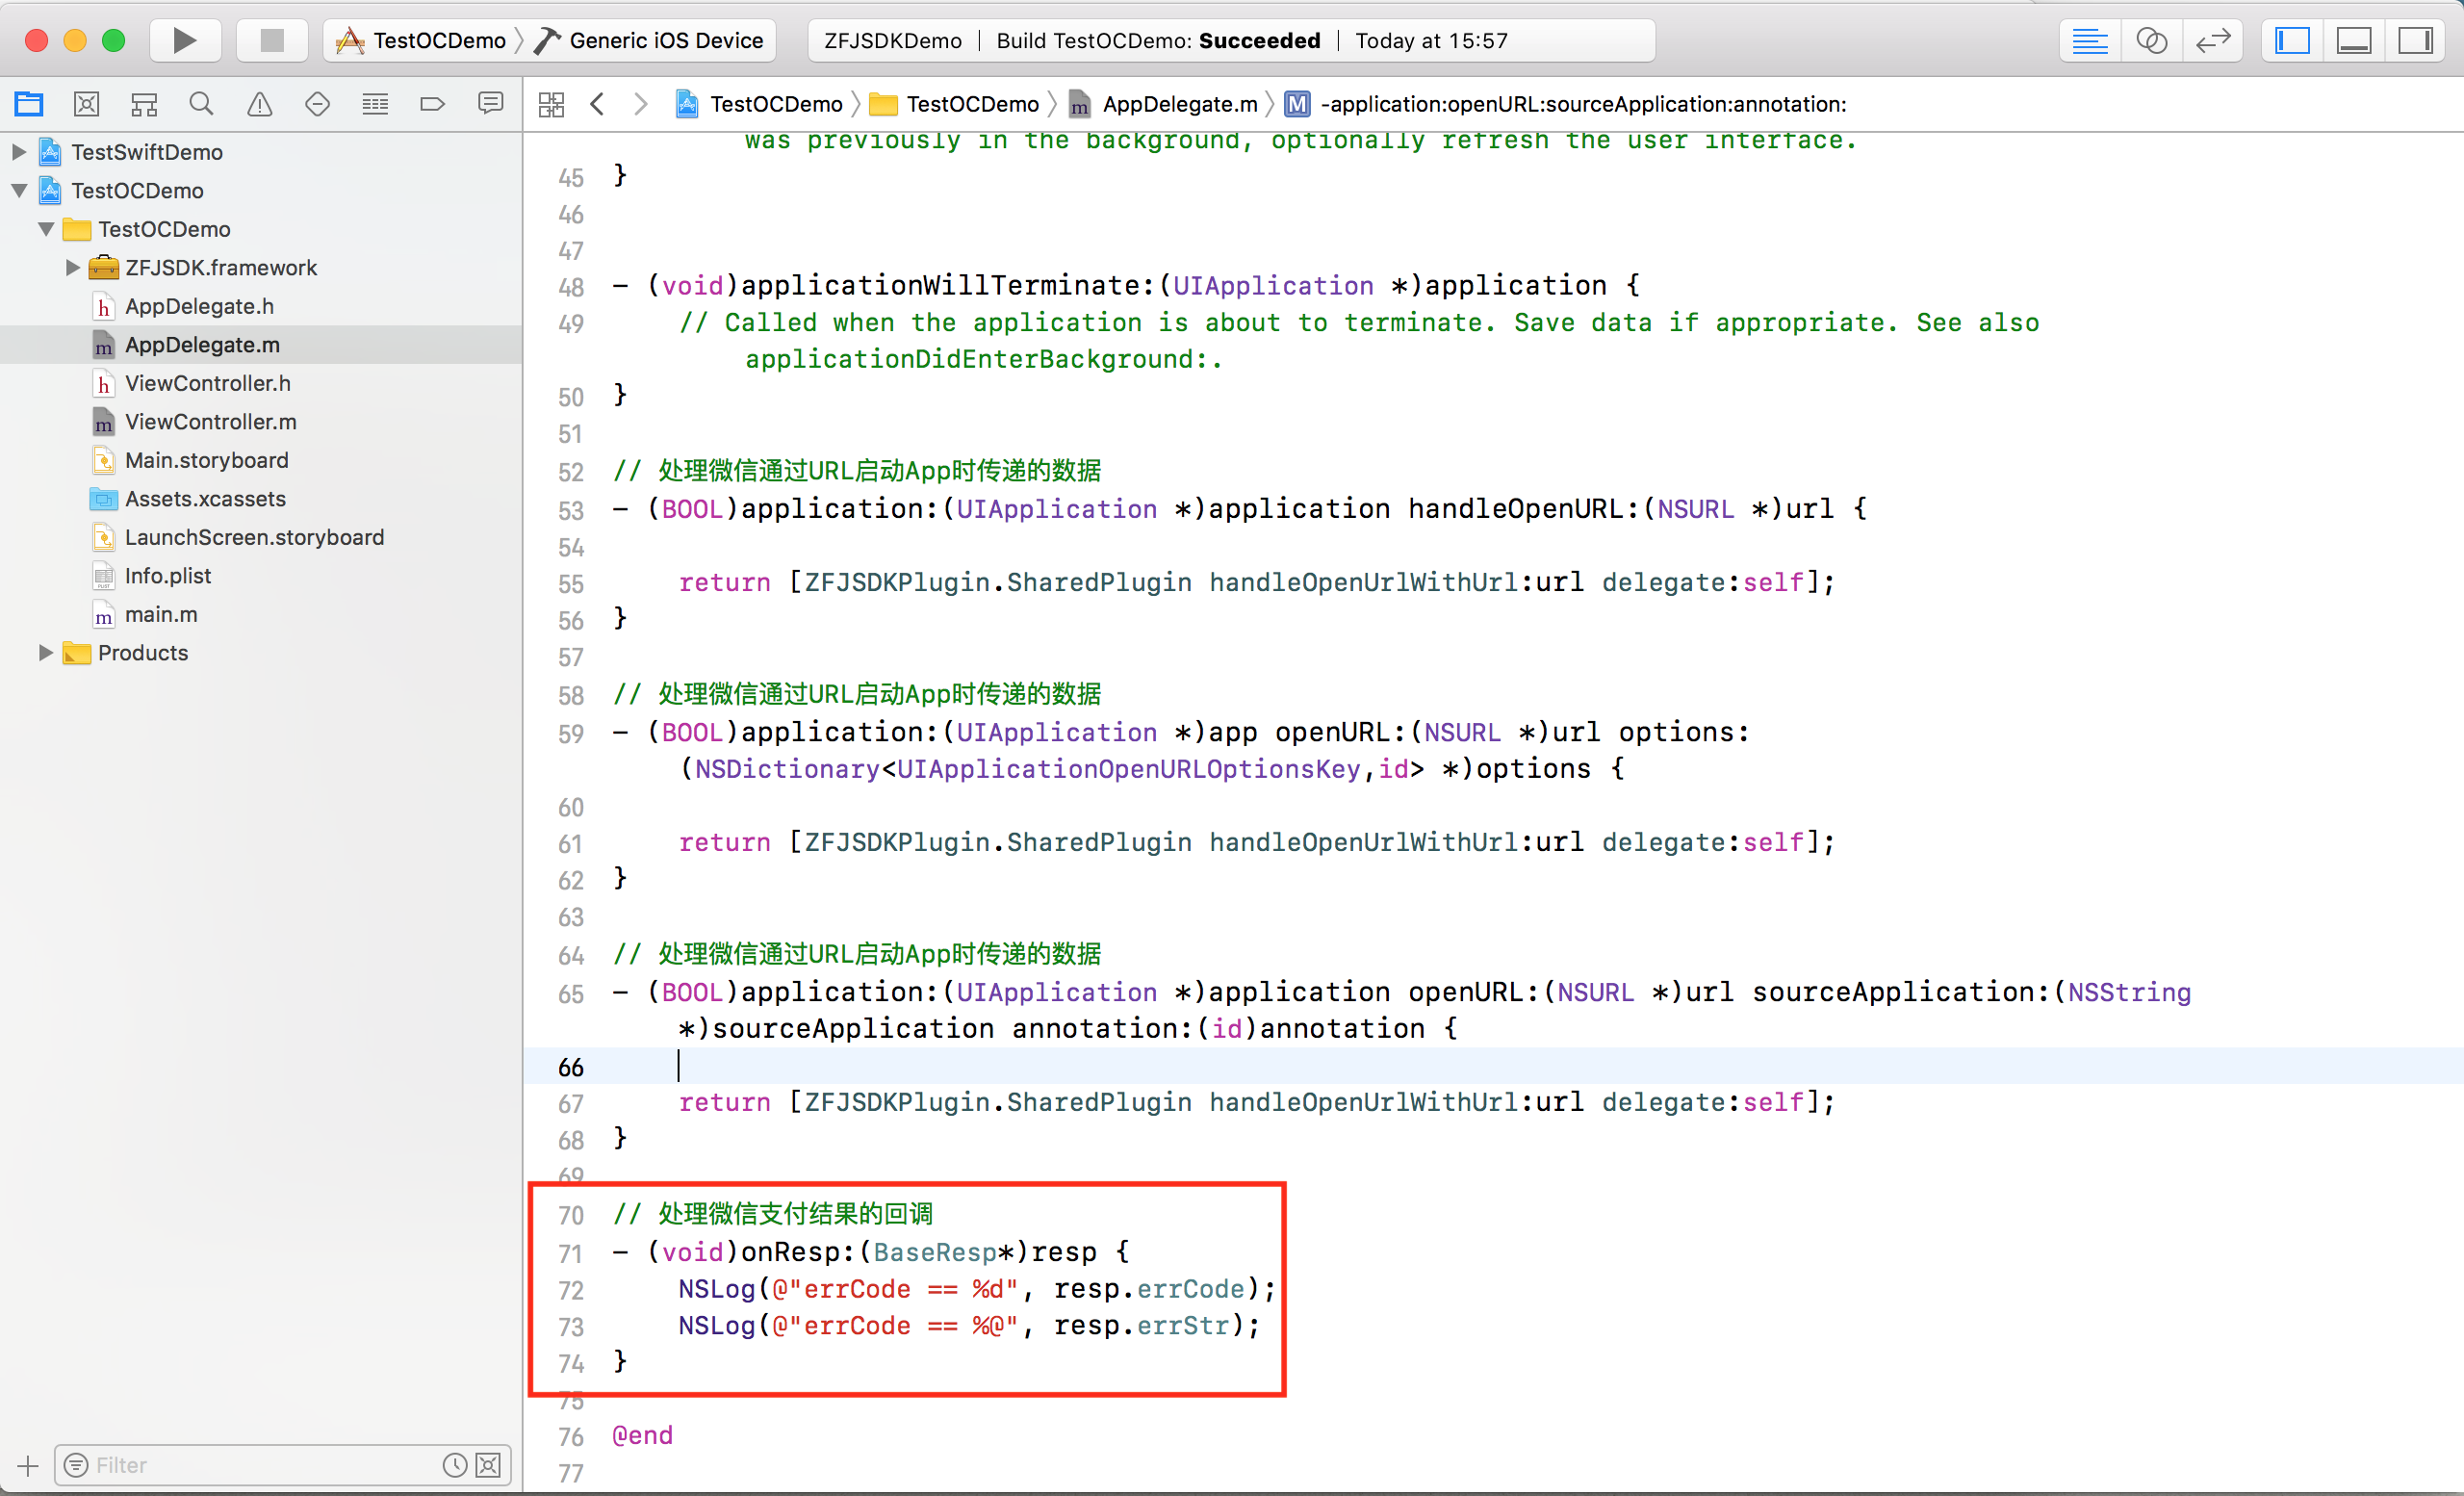 TestOCDemo Generic iOS Device
ZFJSDKDemo Build TestOCDemo: Succeeded Today at 15:57
TestOCDemo TestOCDemo AppDelegate.m M -application:openURL:sourceApplication:annotation:
TestSwiftDemo
TestOCDemo
TestOCDemo
ZFJSDK.framework
h AppDelegate.h
m AppDelegate.m
h ViewController.h
m ViewController.m
Main.storyboard
Assets.xcassets
LaunchScreen.storyboard
Info.plist
m main.m
Products
Filter
was previously in the background, optionally refresh the user interface.
45 }
46
47
48 - (void)applicationWillTerminate:(UIApplication *)application {
49 // Called when the application is about to terminate. Save data if appropriate. See also
applicationDidEnterBackground:.
50 }
51
52 // 处理微信通过URL启动App时传递的数据
53 - (BOOL)application:(UIApplication *)application handleOpenURL:(NSURL *)url {
54
55 return [ZFJSDKPlugin.SharedPlugin handleOpenUrlWithUrl:url delegate:self];
56 }
57
58 // 处理微信通过URL启动App时传递的数据
59 - (BOOL)application:(UIApplication *)app openURL:(NSURL *)url options:
(NSDictionary<UIApplicationOpenURLOptionsKey,id> *)options {
60
61 return [ZFJSDKPlugin.SharedPlugin handleOpenUrlWithUrl:url delegate:self];
62 }
63
64 // 处理微信通过URL启动App时传递的数据
65 - (BOOL)application:(UIApplication *)application openURL:(NSURL *)url sourceApplication:(NSString
*)sourceApplication annotation:(id)annotation {
66
67 return [ZFJSDKPlugin.SharedPlugin handleOpenUrlWithUrl:url delegate:self];
68 }
69
70 // 处理微信支付结果的回调
71 - (void)onResp:(BaseResp*)resp {
72 NSLog(@"errCode == %d", resp.errCode);
73 NSLog(@"errCode == %@", resp.errStr);
74 }
75
76 @end
77